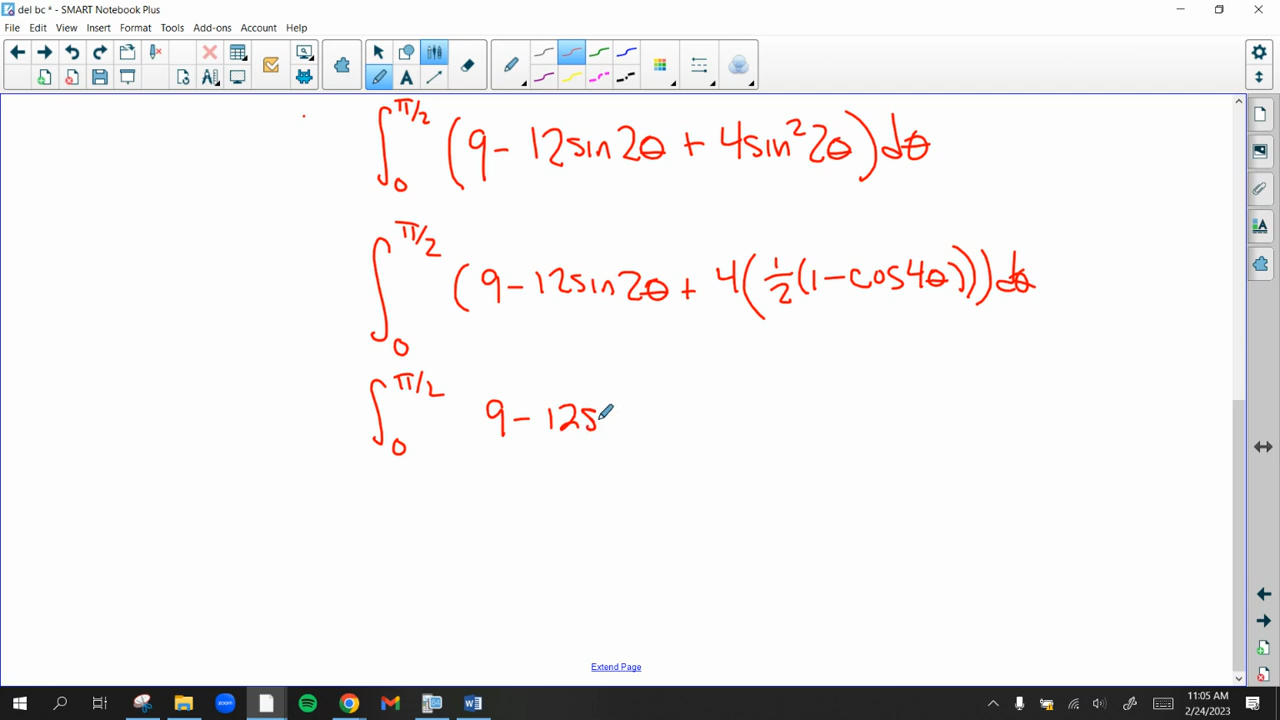 del bc * - SMART Notebook Plus
File Edit View Insert Format Tools Add-ons Account Help
∫₀^π/2 (9 - 12sin2θ + 4sin²2θ)dθ
∫₀^π/2 (9 - 12sin2θ + 4(1/2(1 - cos4θ)))dθ
∫₀^π/2 9 - 12s
Extend Page
11:05 AM
2/24/2023